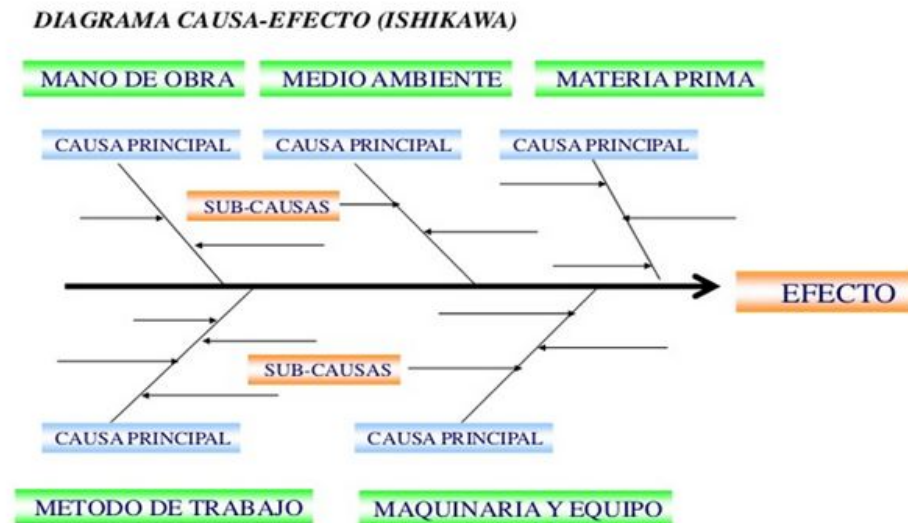 DIAGRAMA CAUSA-EFECTO (ISHIKAWA)
MANO DE OBRA
MEDIO AMBIENTE
MATERIA PRIMA
CAUSA PRINCIPAL
CAUSA PRINCIPAL
CAUSA PRINCIPAL
SUB-CAUSAS
EFECTO
SUB-CAUSAS
CAUSA PRINCIPAL
CAUSA PRINCIPAL
METODO DE TRABAJO
MAQUINARIA Y EQUIPO